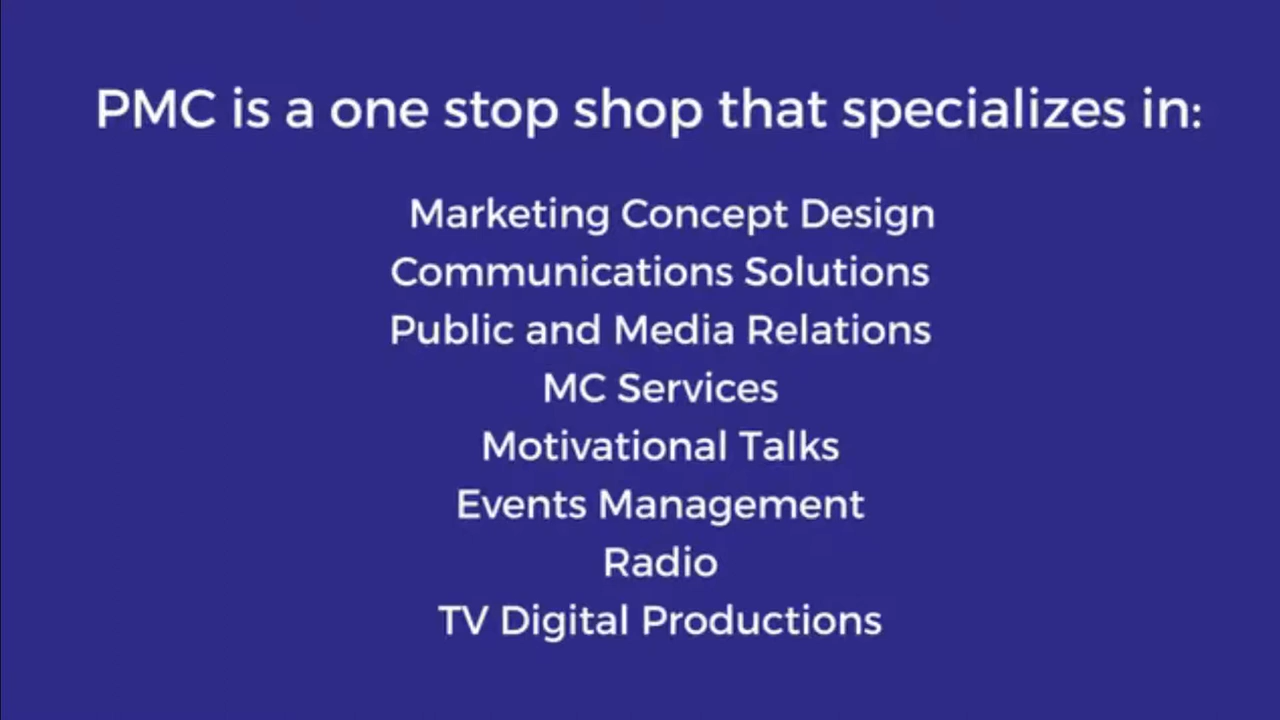 PMC is a one stop shop that specializes in:
Marketing Concept Design
Communications Solutions
Public and Media Relations
MC Services
Motivational Talks
Events Management
Radio
TV Digital Productions